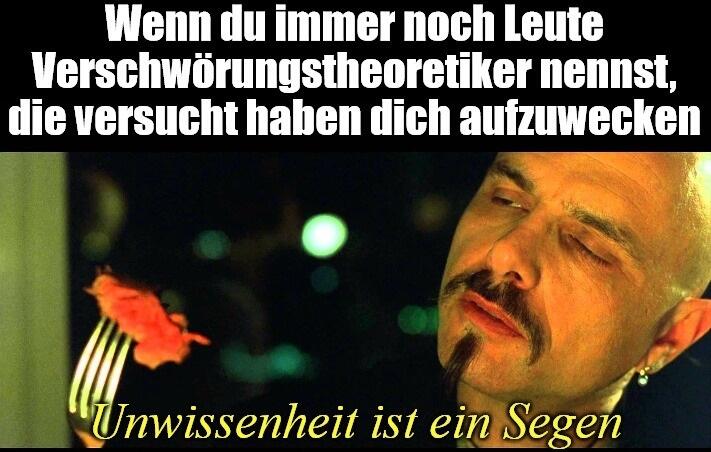 Wenn du immer noch Leute
Verschwörungstheoretiker nennst,
die versucht haben dich aufzuwecken
Unwissenheit ist ein Segen